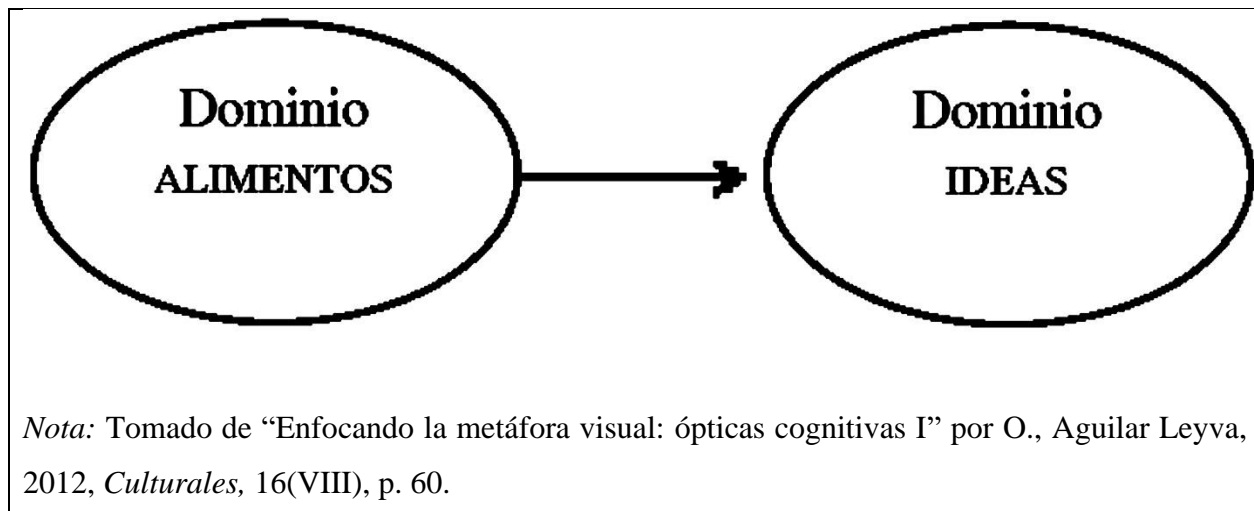 Dominio
ALIMENTOS
Dominio
IDEAS
Nota: Tomado de “Enfocando la metáfora visual: ópticas cognitivas I” por O., Aguilar Leyva,
2012, Culturales, 16(VIII), p. 60.